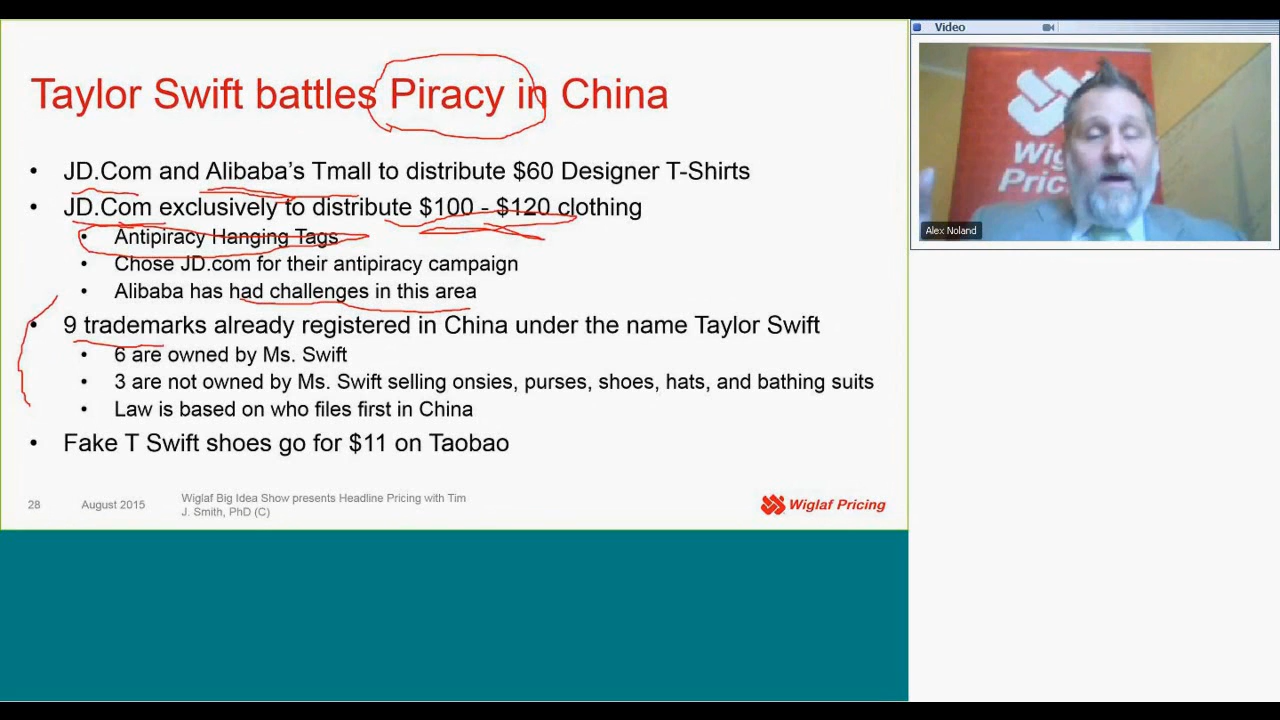 Taylor Swift battles Piracy in China
• JD.Com and Alibaba's Tmall to distribute $60 Designer T-Shirts
• JD.Com exclusively to distribute $100 - $120 clothing
• Antipiracy Hanging Tags
• Chose JD.com for their antipiracy campaign
• Alibaba has had challenges in this area
• 9 trademarks already registered in China under the name Taylor Swift
• 6 are owned by Ms. Swift
• 3 are not owned by Ms. Swift selling onsies, purses, shoes, hats, and bathing suits
• Law is based on who files first in China
• Fake T Swift shoes go for $11 on Taobao
28
August 2015
Wiglaf Big Idea Show presents Headline Pricing with Tim
J. Smith, PhD (C)
Wiglaf Pricing
Video
Wig
Pric
Alex Noland